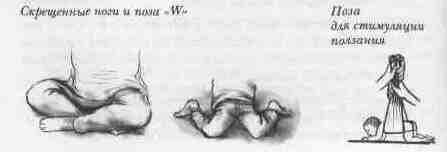 Скрещенные ноги и поза «W»
Поза
для стимуляции
ползания